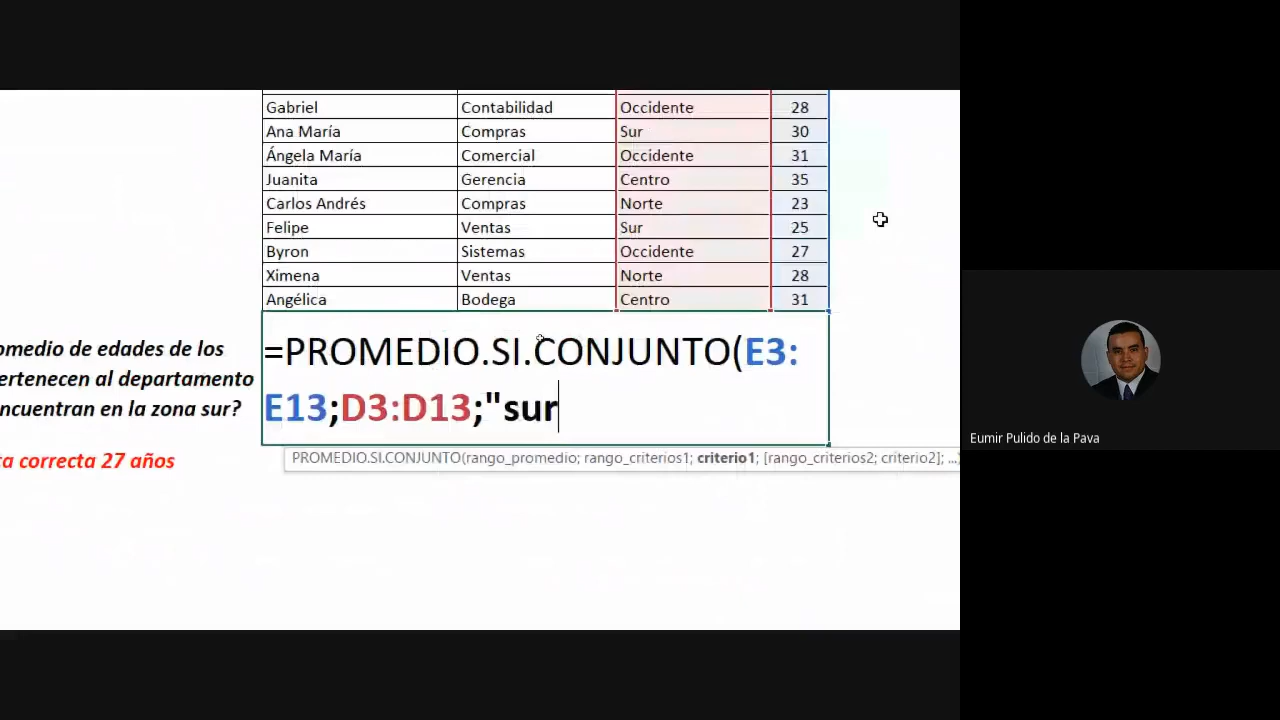 Gabriel Contabilidad Occidente 28
Ana María Compras Sur 30
Ángela María Comercial Occidente 31
Juanita Gerencia Centro 35
Carlos Andrés Compras Norte 23
Felipe Ventas Sur 25
Byron Sistemas Occidente 27
Ximena Ventas Norte 28
Angélica Bodega Centro 31
omedio de edades de los
ertenecen al departamento
ncuentran en la zona sur?
ta correcta 27 años
=PROMEDIO.SI.CONJUNTO(E3:
E13;D3:D13;"sur
PROMEDIO.SI.CONJUNTO(rango_promedio; rango_criterios1; criterio1; [rango_criterios2; criterio2]; ...)
Eumir Pulido de la Pava